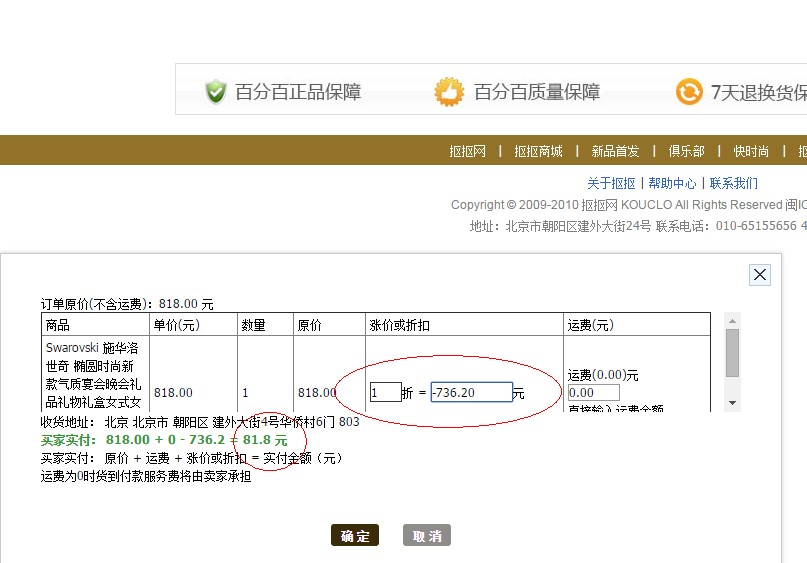 百分百正品保障 百分百质量保障 7天退换货保
抠抠网 | 抠抠商城 | 新品首发 | 俱乐部 | 快时尚 |
关于抠抠 | 帮助中心 | 联系我们
Copyright © 2009-2010 抠抠网 KOUCLO All Rights Reserved 闽IC
地址：北京市朝阳区建外大街24号 联系电话：010-65155656 4
订单原价(不含运费)：818.00 元
商品 单价(元) 数量 原价 涨价或折扣 运费(元)
Swarovski 施华洛
世奇 椭圆时尚新
款气质宴会晚会礼
品礼物礼盒女式女
818.00 1 818.00 1 折 = -736.20 元
运费(0.00)元
0.00
直接输入运费金额
收货地址： 北京 北京市 朝阳区 建外大街4号华侨村6门 803
买家实付： 818.00 + 0 - 736.2 = 81.8 元
买家实付： 原价 + 运费 + 涨价或折扣 = 实付金额（元）
运费为0时货到付款服务费将由卖家承担
确定 取消